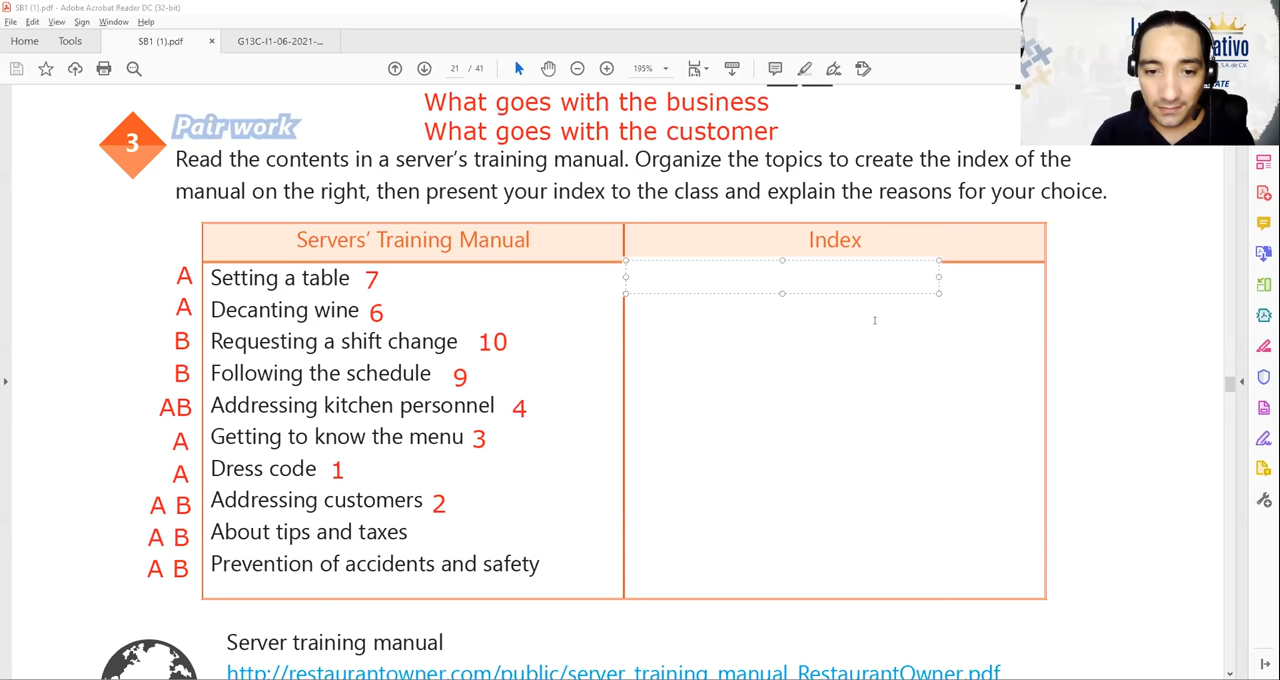 SB1 (1).pdf - Adobe Acrobat Reader DC (32-bit)
File Edit View Sign Window Help
Home Tools SB1 (1).pdf × G13C-I1-06-2021-...
21 / 41 195%
ativo
S.A. de C.V.
What goes with the business
What goes with the customer
3 Pair work
Read the contents in a server's training manual. Organize the topics to create the index of the
manual on the right, then present your index to the class and explain the reasons for your choice.
Servers' Training Manual Index
A Setting a table 7
A Decanting wine 6
B Requesting a shift change 10
B Following the schedule 9
AB Addressing kitchen personnel 4
A Getting to know the menu 3
A Dress code 1
A B Addressing customers 2
A B About tips and taxes
A B Prevention of accidents and safety
Server training manual
http://restaurantowner.com/public/server_training_manual_RestaurantOwner.pdf